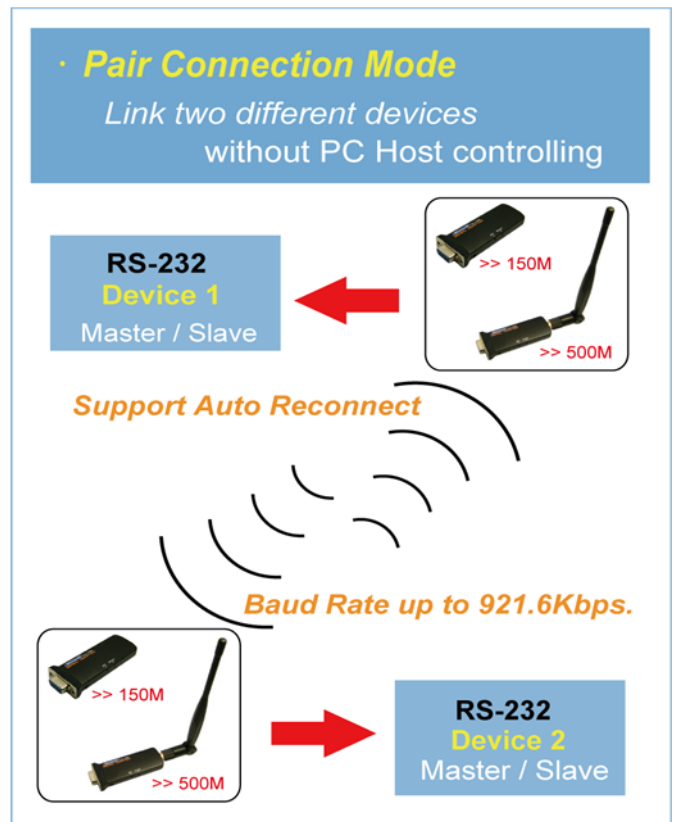 · Pair Connection Mode
Link two different devices
without PC Host controlling
>> 150M
>> 500M
RS-232
Device 1
Master / Slave
Support Auto Reconnect
Baud Rate up to 921.6Kbps.
>> 150M
>> 500M
RS-232
Device 2
Master / Slave